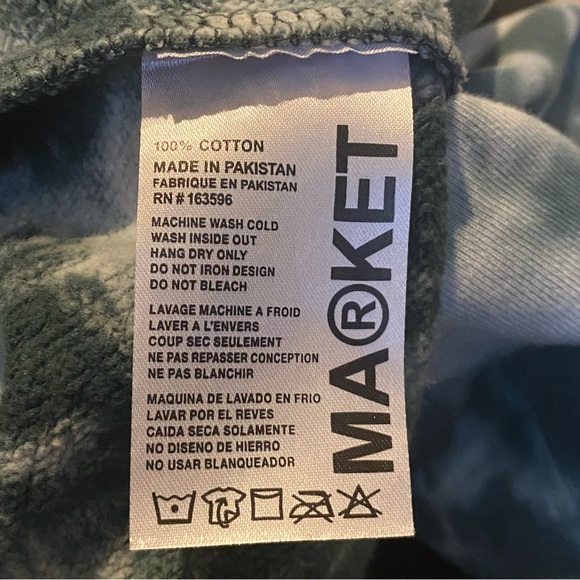 100% COTTON
MADE IN PAKISTAN
FABRIQUE EN PAKISTAN
RN # 163596
MACHINE WASH COLD
WASH INSIDE OUT
HANG DRY ONLY
DO NOT IRON DESIGN
DO NOT BLEACH
LAVAGE MACHINE A FROID
LAVER A L'ENVERS
COUP SEC SEULEMENT
NE PAS REPASSER CONCEPTION
NE PAS BLANCHIR
MAQUINA DE LAVADO EN FRIO
LAVAR POR EL REVES
CAIDA SECA SOLAMENTE
NO DISENO DE HIERRO
NO USAR BLANQUEADOR
MA®KET